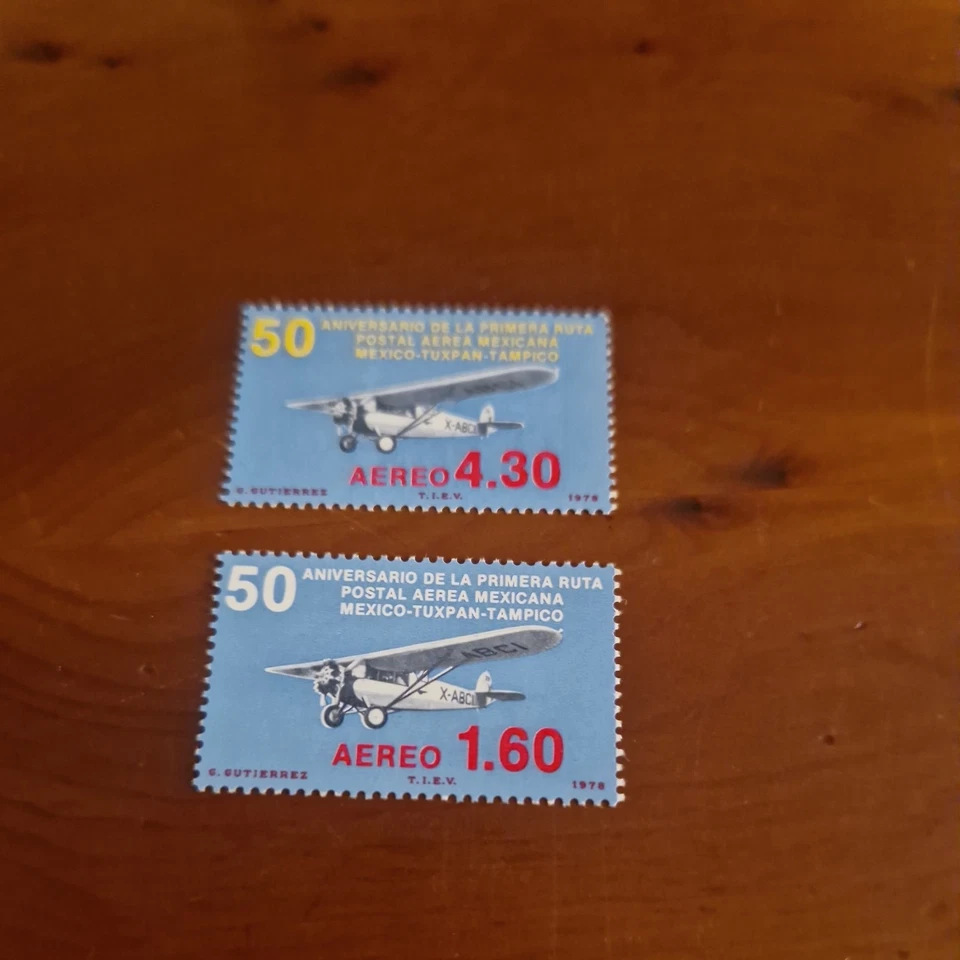 50 ANIVERSARIO DE LA PRIMERA RUTA
POSTAL AEREA MEXICANA
MEXICO-TUXPAN-TAMPICO
X-ABCI
AEREO 4.30
G. GUTIERREZ T.I.E.V. 1978
50 ANIVERSARIO DE LA PRIMERA RUTA
POSTAL AEREA MEXICANA
MEXICO-TUXPAN-TAMPICO
ABCI
X-ABCI
AEREO 1.60
G. GUTIERREZ T.I.E.V. 1978